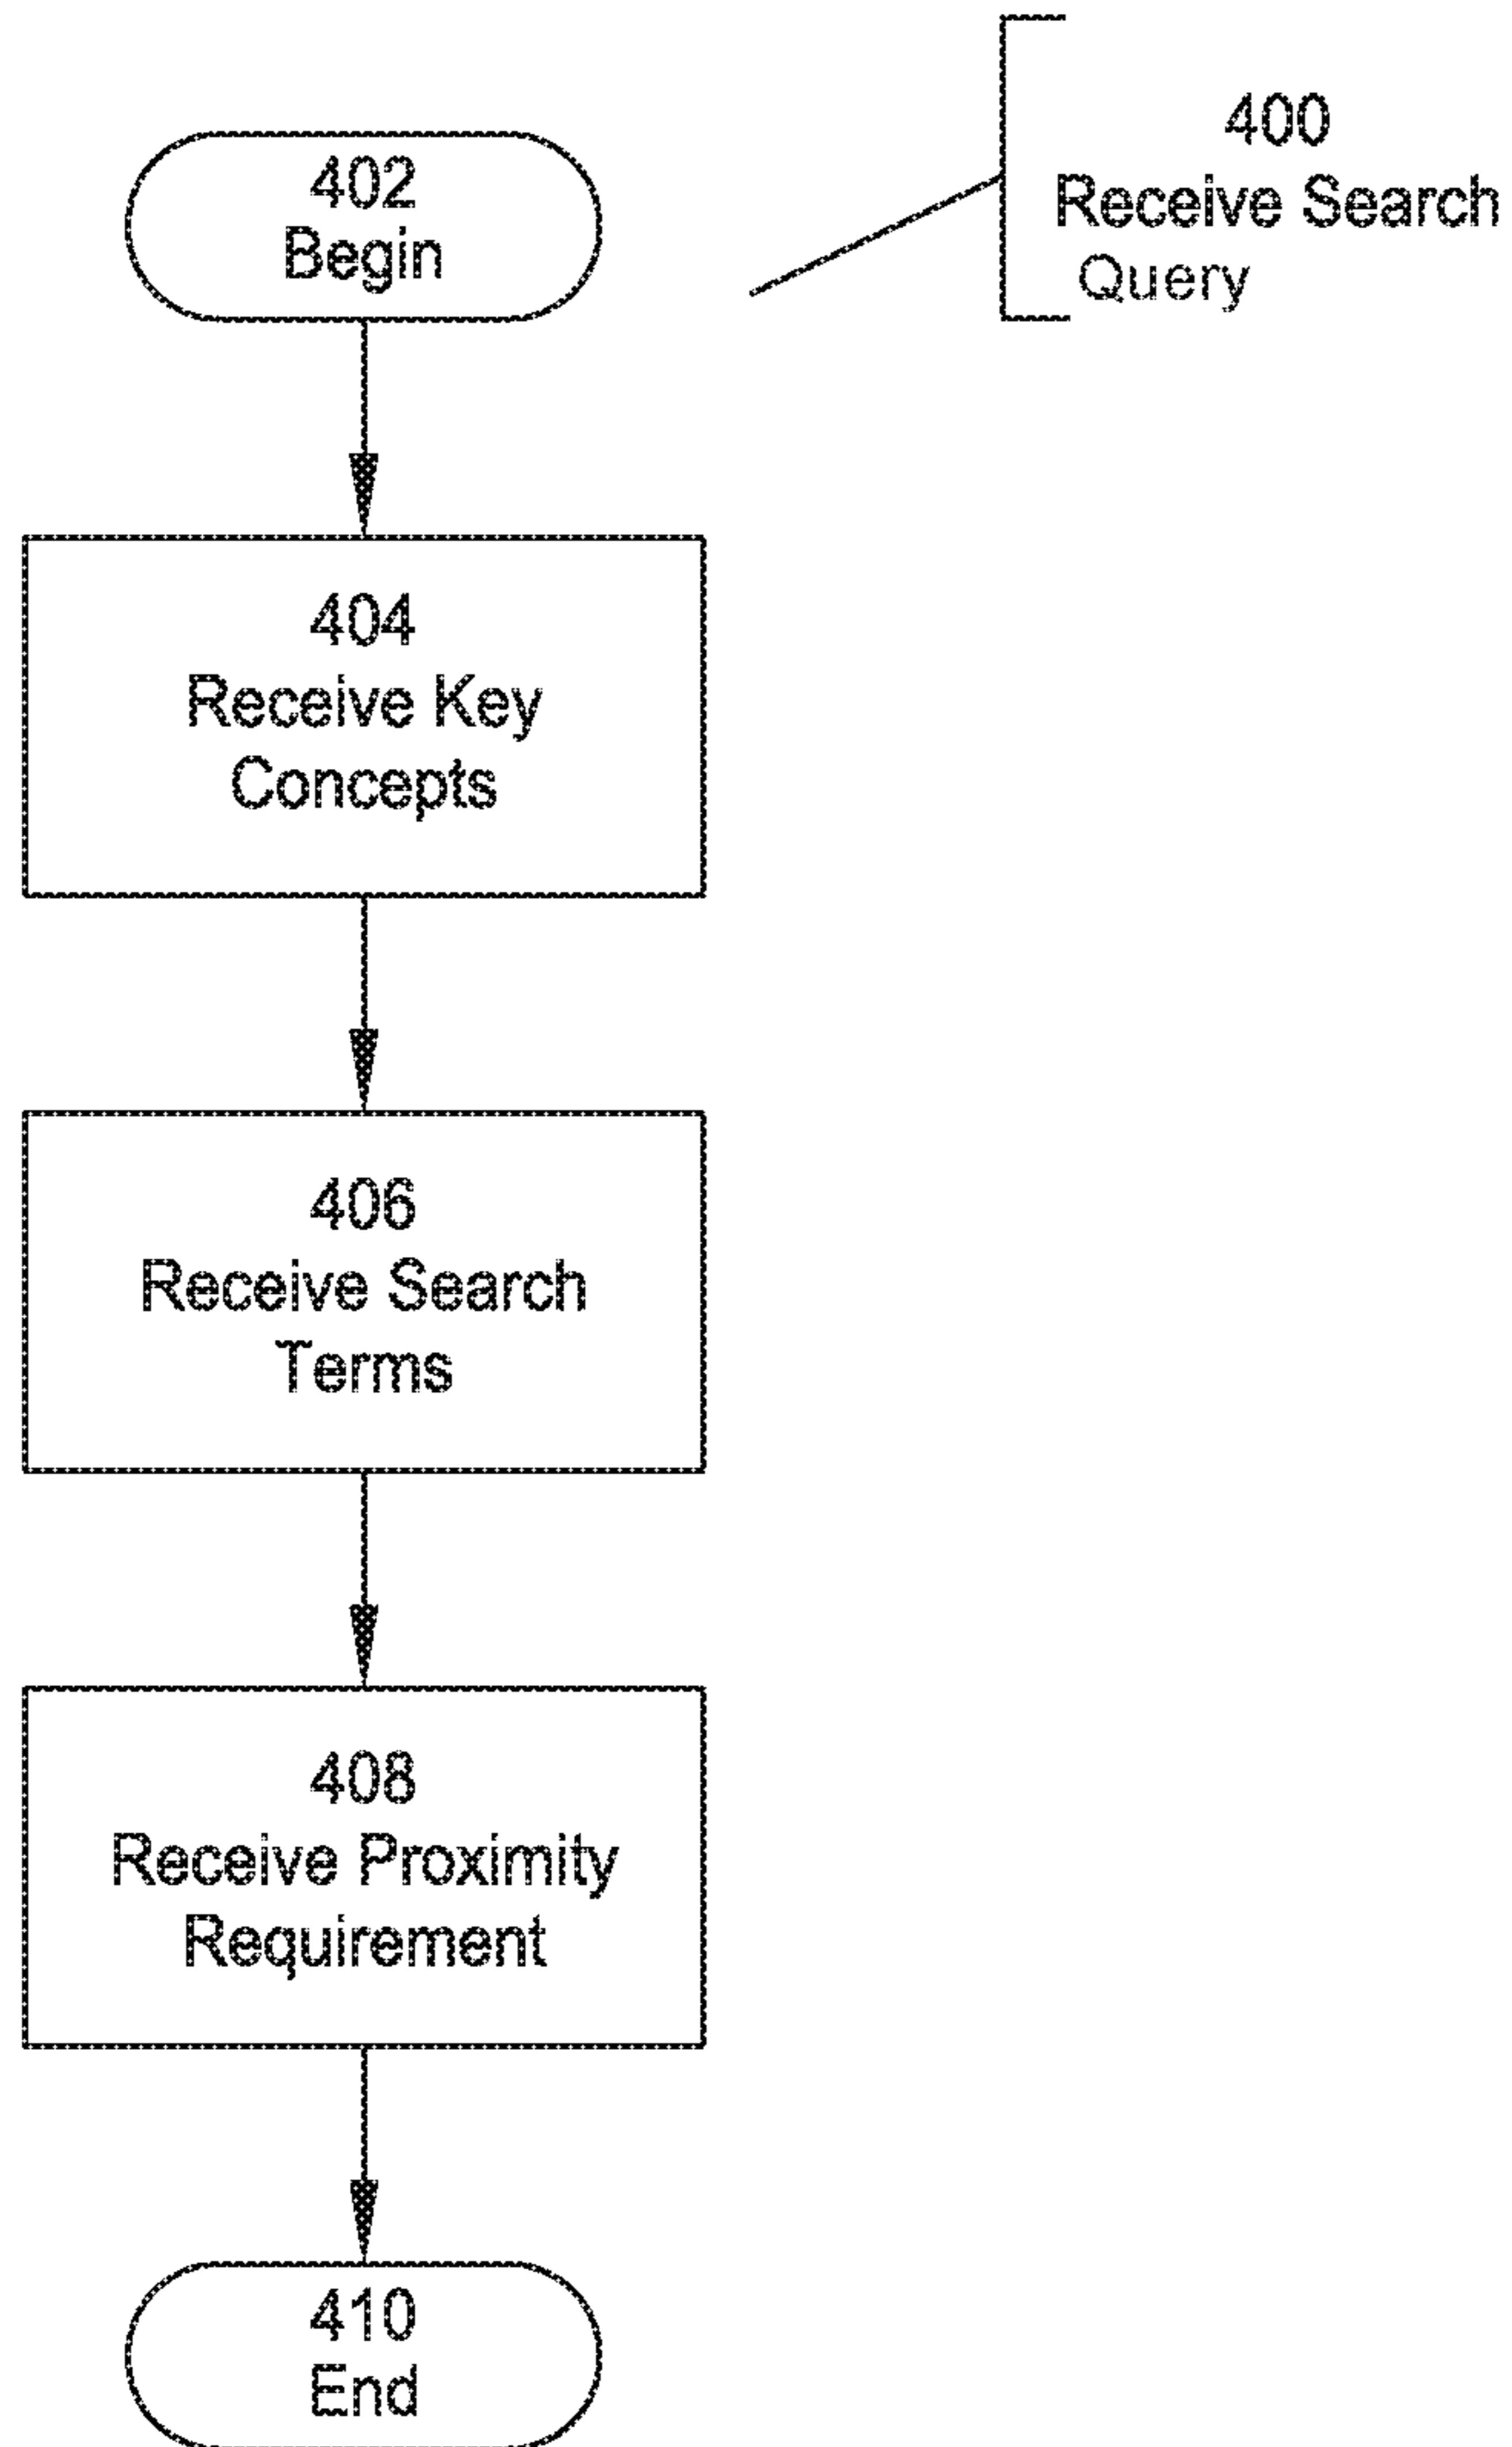 400
Receive Search
Query
402
Begin
404
Receive Key
Concepts
406
Receive Search
Terms
408
Receive Proximity
Requirement
410
End